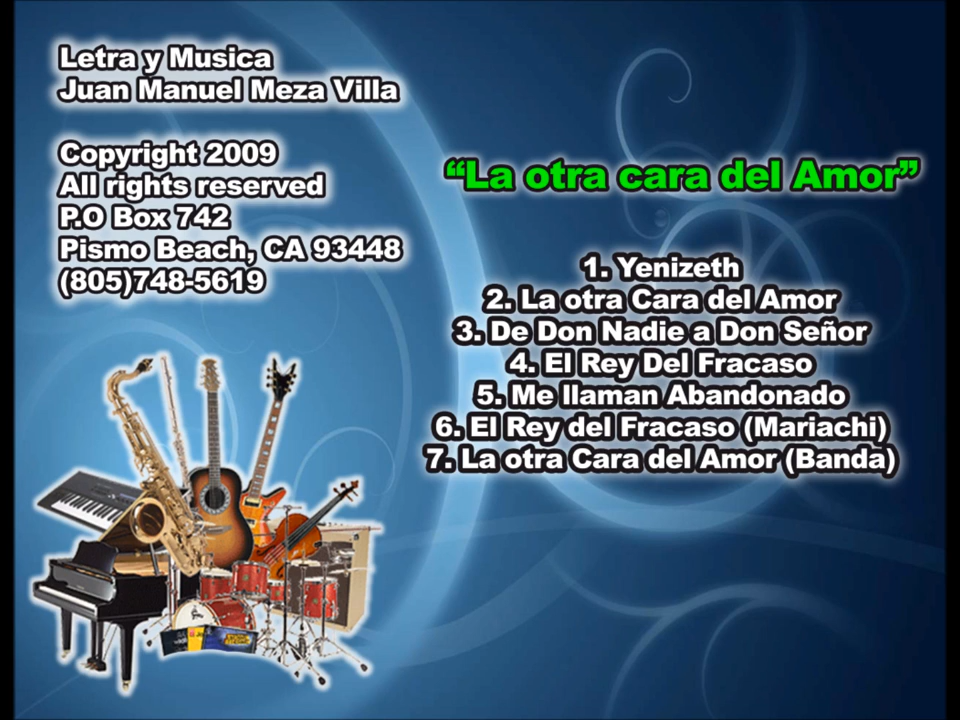 Letra y Musica
Juan Manuel Meza Villa
Copyright 2009
All rights reserved
P.O Box 742
Pismo Beach, CA 93448
(805)748-5619
“La otra cara del Amor”
1. Yenizeth
2. La otra Cara del Amor
3. De Don Nadie a Don Señor
4. El Rey Del Fracaso
5. Me llaman Abandonado
6. El Rey del Fracaso (Mariachi)
7. La otra Cara del Amor (Banda)